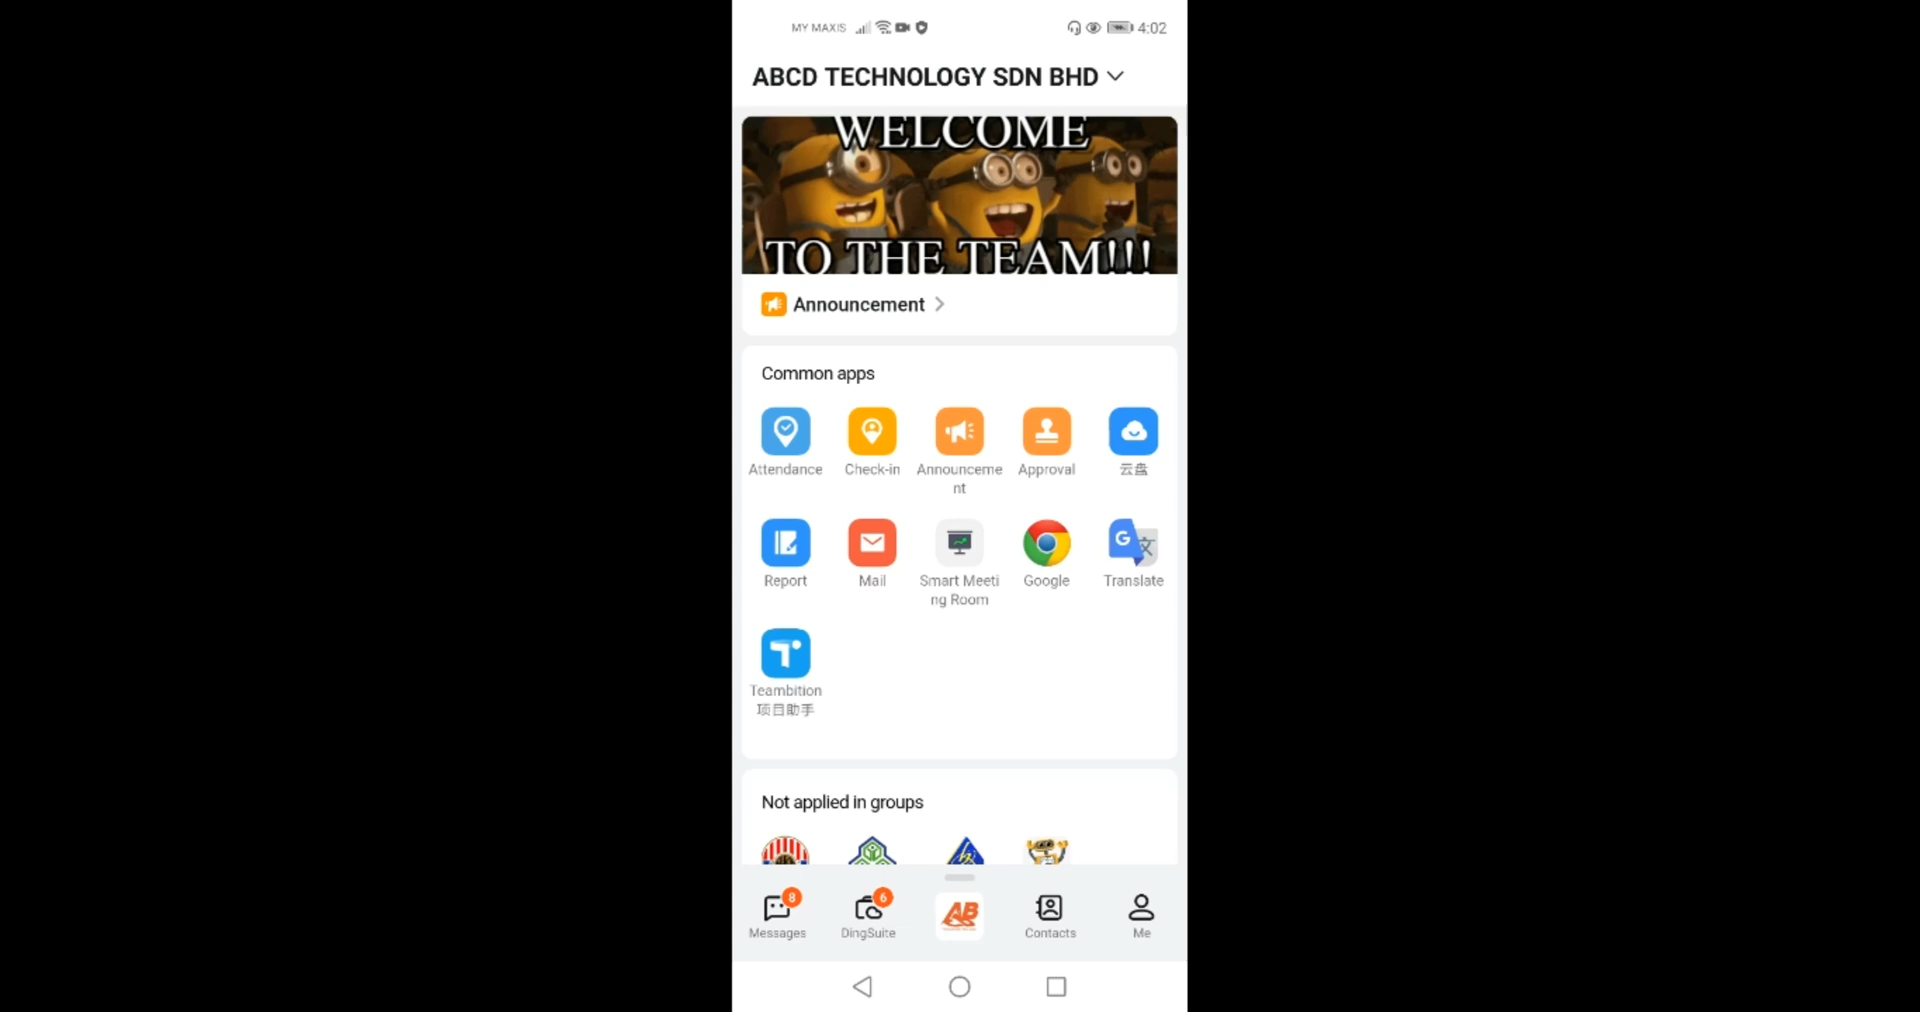 MY MAXIS 4:02
ABCD TECHNOLOGY SDN BHD
WELCOME
TO THE TEAM!!!
Announcement
Common apps
Attendance Check-in Announceme Approval 云盘
nt
Report Mail Smart Meeti Google Translate
ng Room
Teambition
项目助手
Not applied in groups
8 6
AB
Messages DingSuite Contacts Me